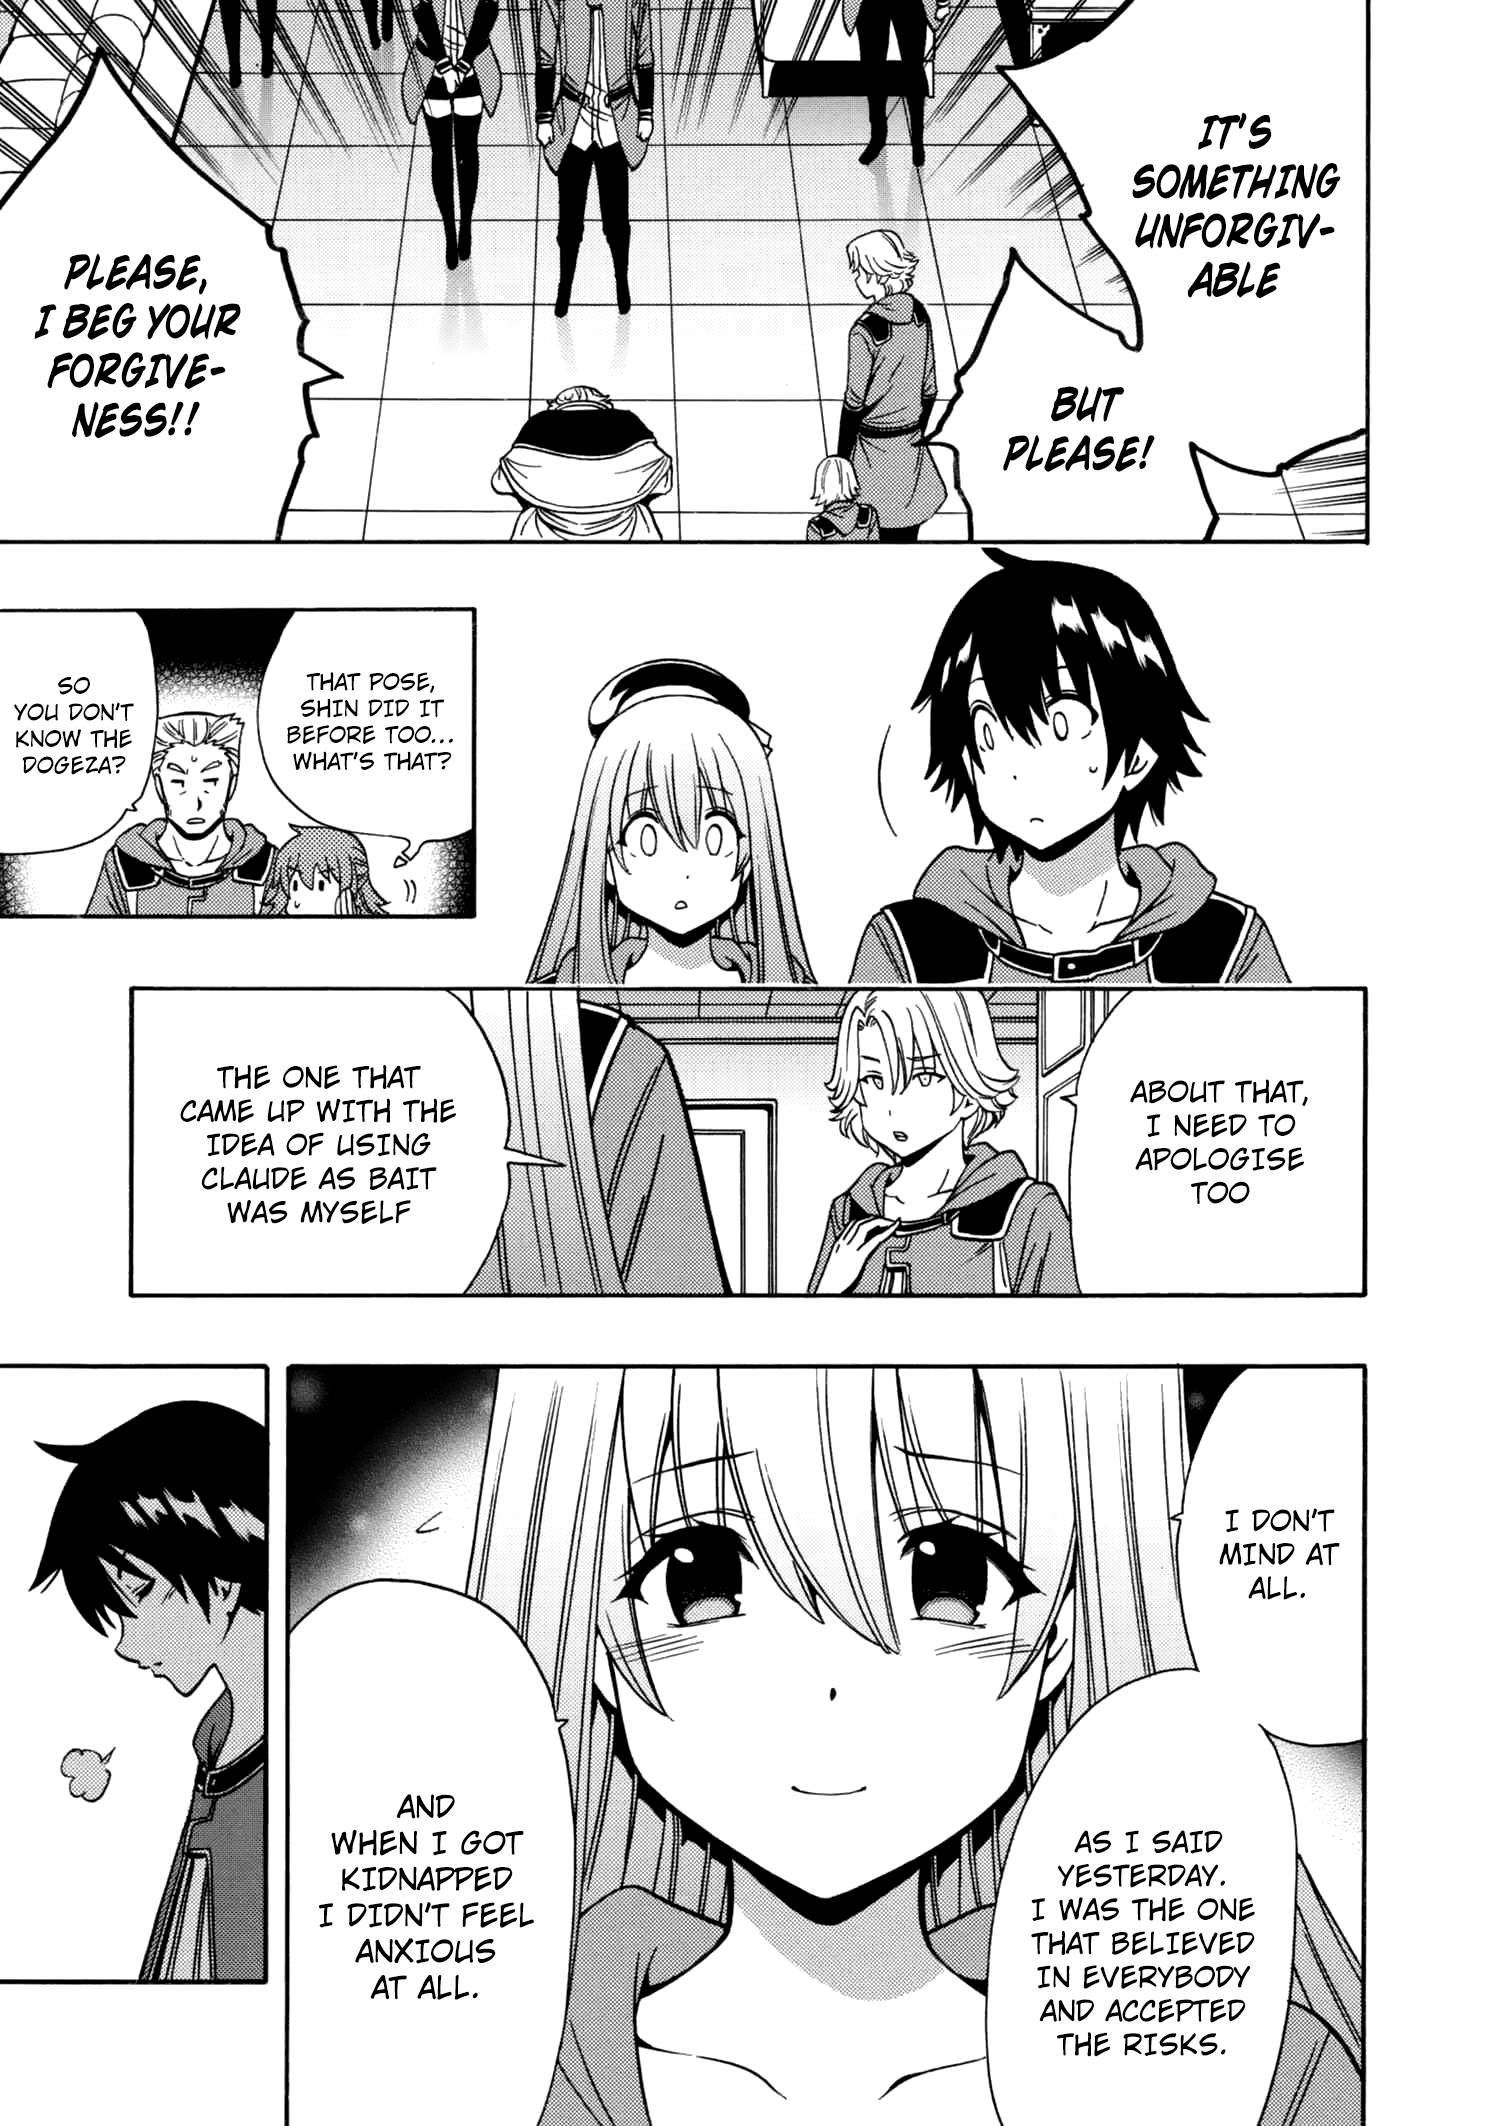 IT'S
SOMETHING
UNFORGIV-
ABLE
BUT
PLEASE!
PLEASE,
I BEG YOUR
FORGIVE-
NESS!!
THAT POSE,
SHIN DID IT
BEFORE TOO...
WHAT'S THAT?
SO
YOU DON'T
KNOW THE
DOGEZA?
ABOUT THAT,
I NEED TO
APOLOGISE
TOO
THE ONE THAT
CAME UP WITH THE
IDEA OF USING
CLAUDE AS BAIT
WAS MYSELF
I DON'T
MIND AT
ALL.
AS I SAID
YESTERDAY.
I WAS THE ONE
THAT BELIEVED
IN EVERYBODY
AND ACCEPTED
THE RISKS.
AND
WHEN I GOT
KIDNAPPED
I DIDN'T FEEL
ANXIOUS
AT ALL.